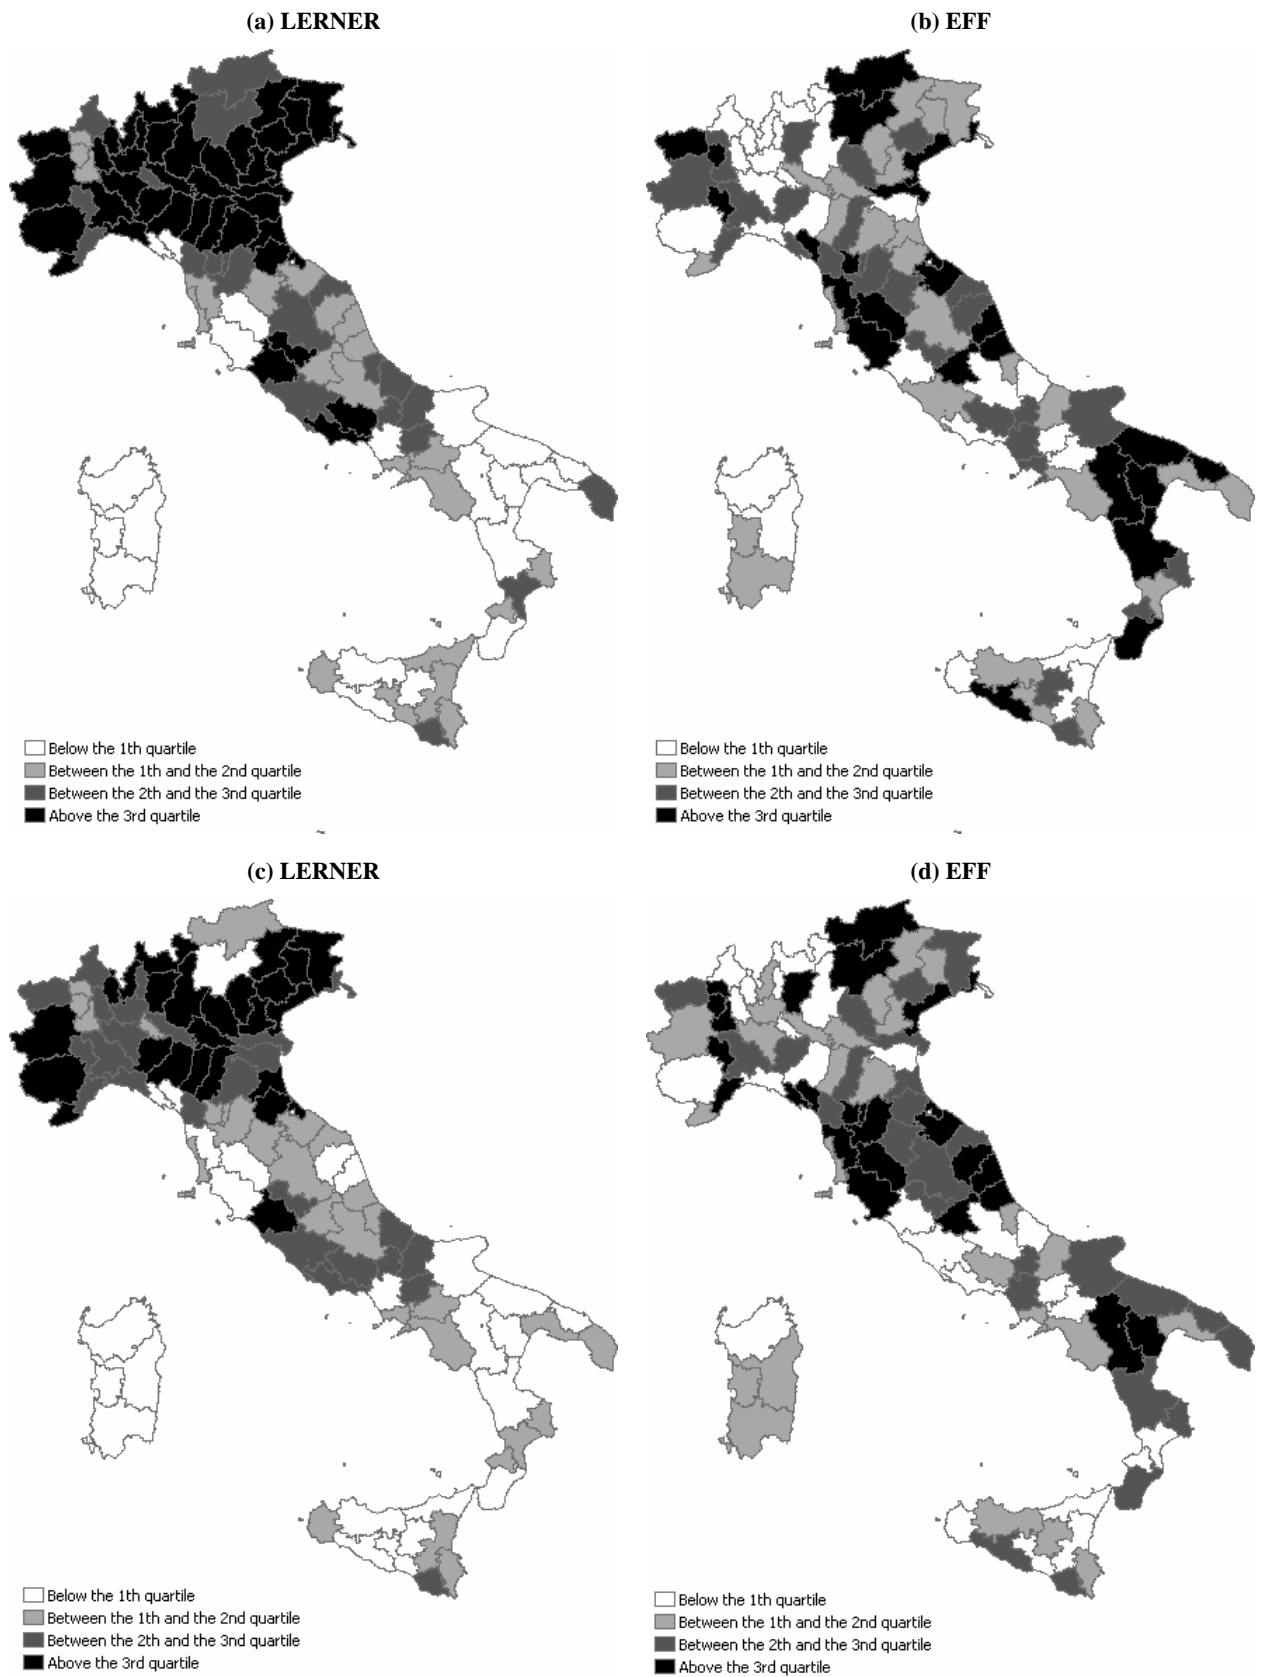 (a) LERNER
(b) EFF
Below the 1th quartile
Between the 1th and the 2nd quartile
Between the 2th and the 3nd quartile
Above the 3rd quartile
Below the 1th quartile
Between the 1th and the 2nd quartile
Between the 2th and the 3nd quartile
Above the 3rd quartile
(c) LERNER
(d) EFF
Below the 1th quartile
Between the 1th and the 2nd quartile
Between the 2th and the 3nd quartile
Above the 3rd quartile
Below the 1th quartile
Between the 1th and the 2nd quartile
Between the 2th and the 3nd quartile
Above the 3rd quartile